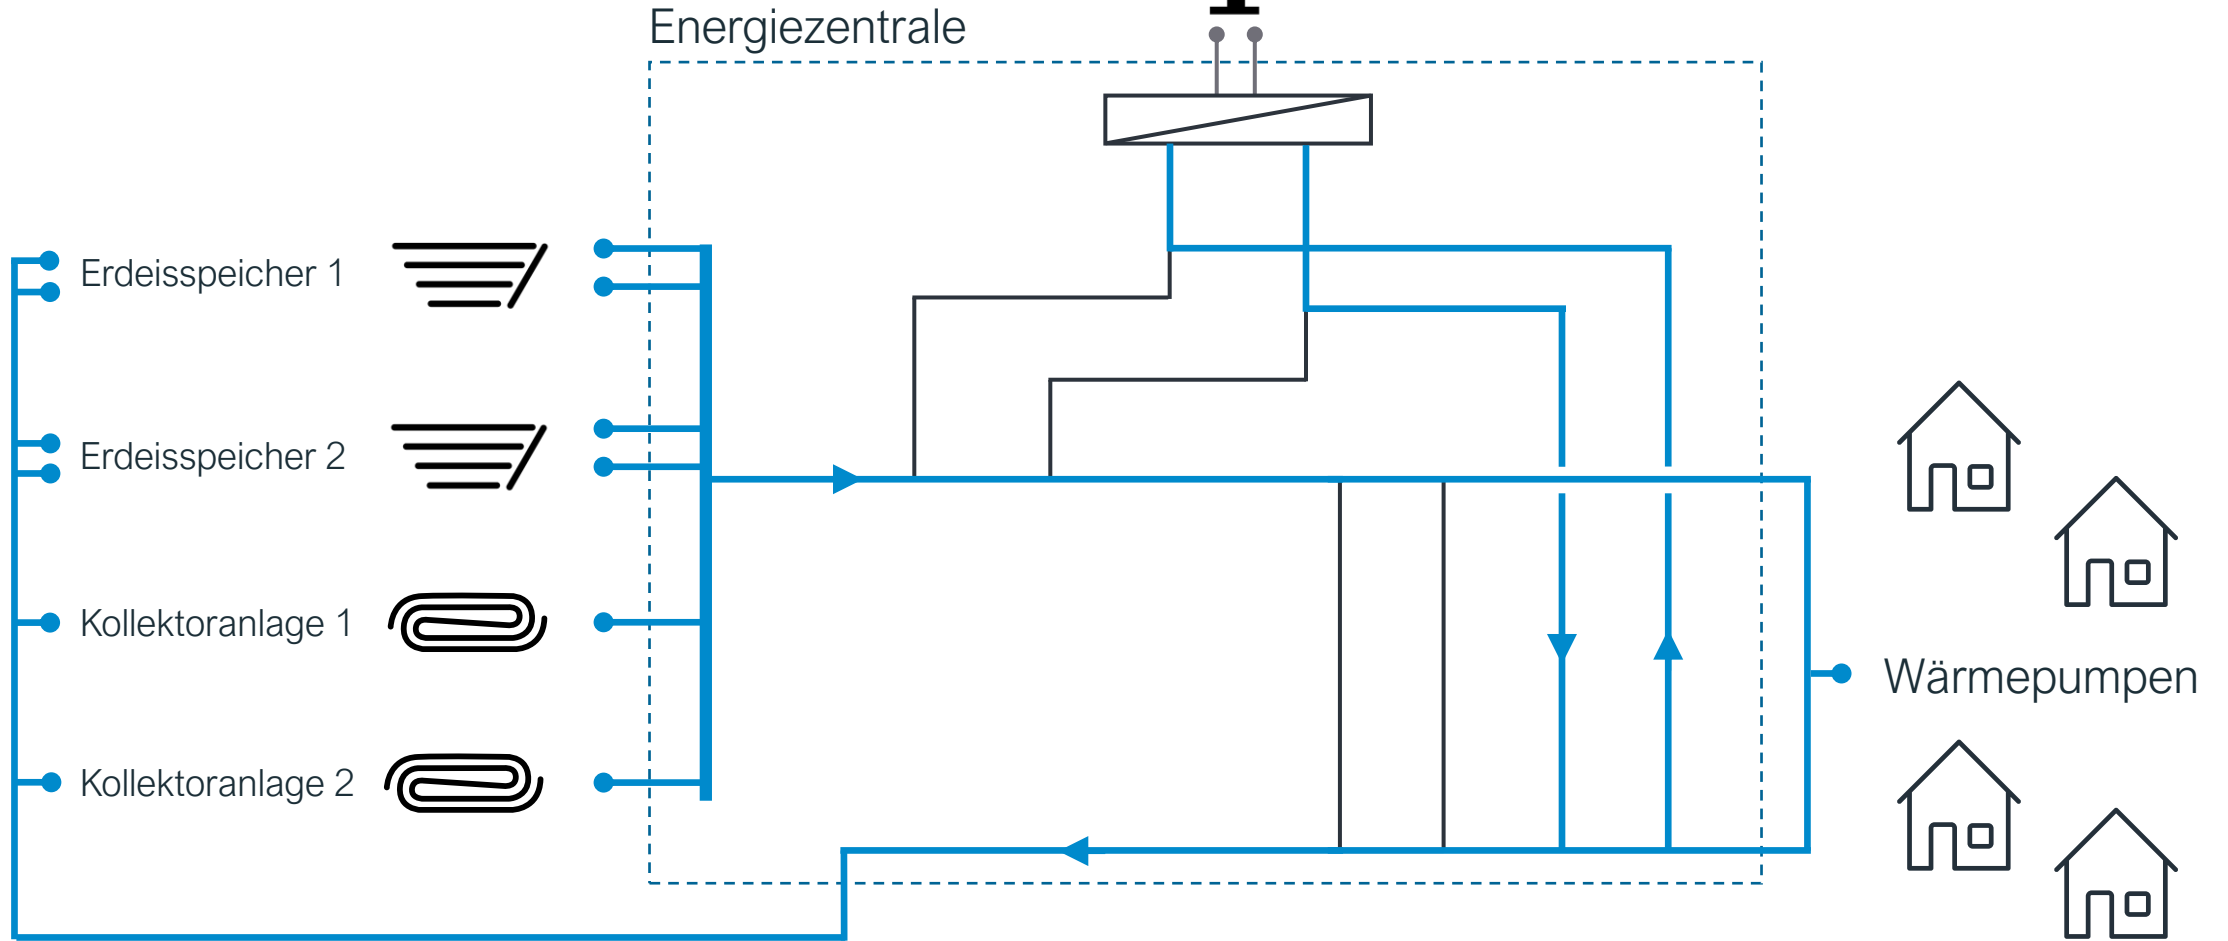 Energiezentrale
Erdeisspeicher 1
Erdeisspeicher 2
Kollektoranlage 1
Wärmepumpen
Kollektoranlage 2